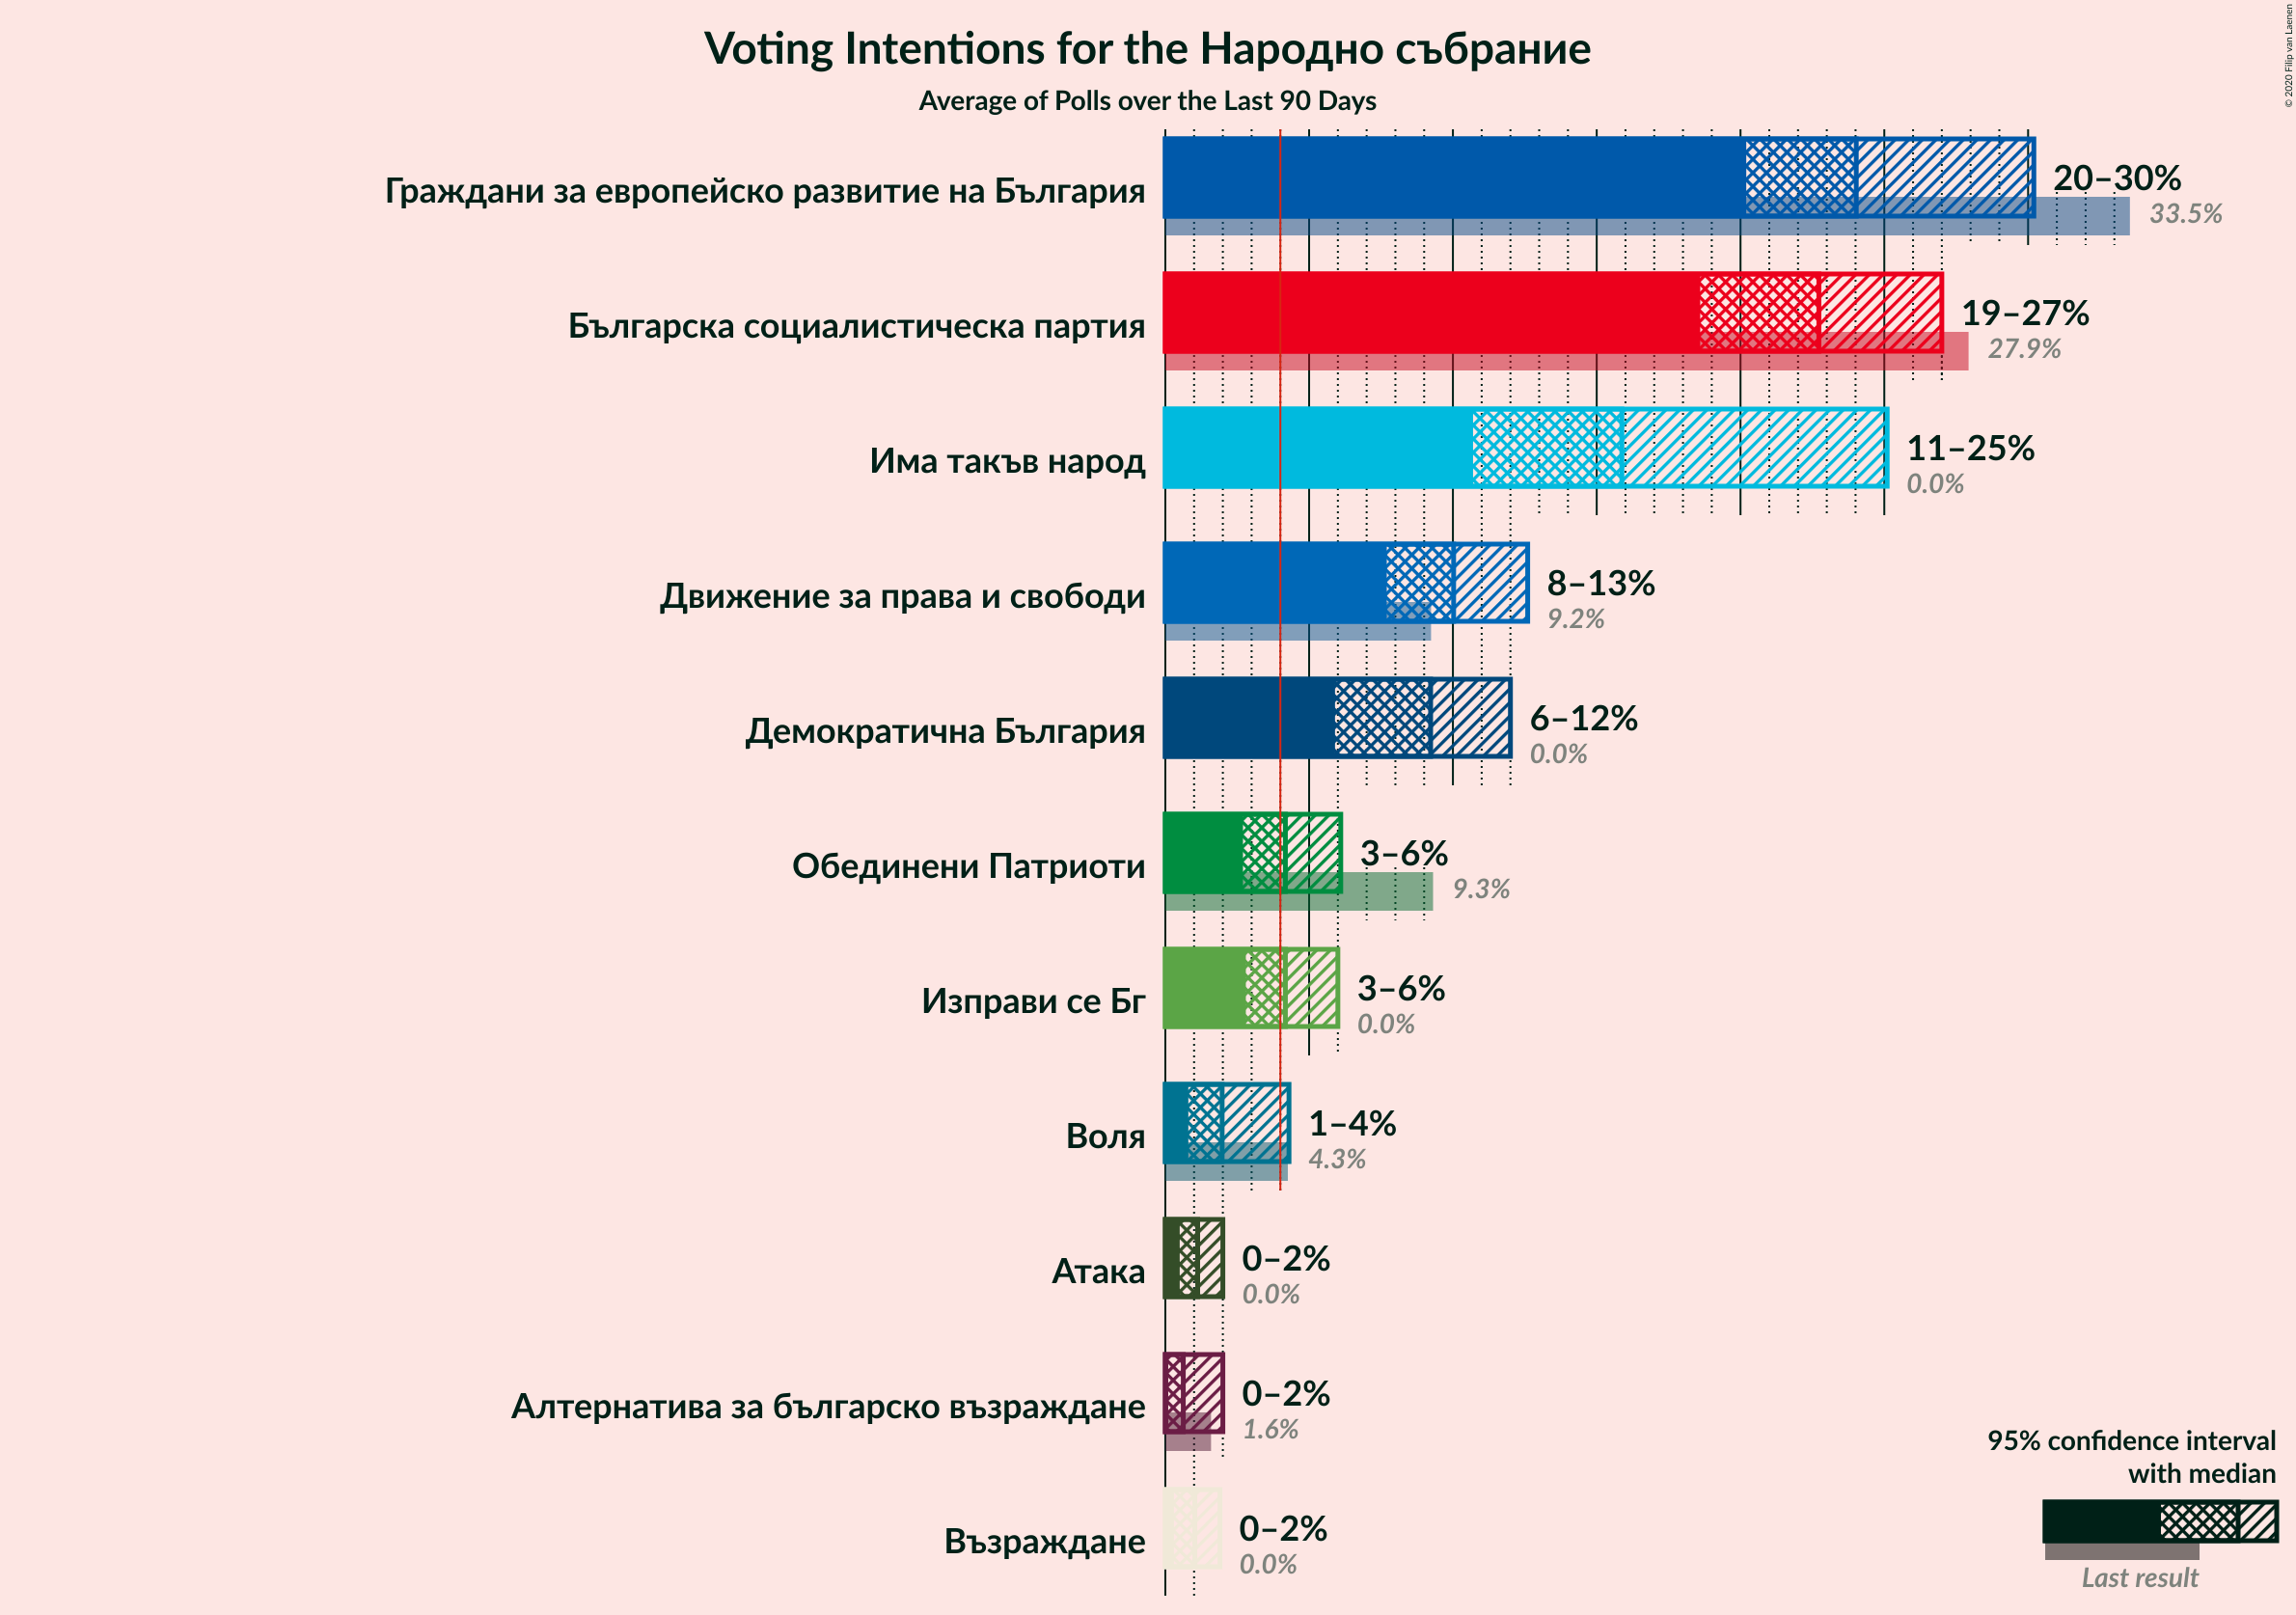 Voting Intentions for the Народно събрание
Average of Polls over the Last 90 Days
© 2020 Filip van Laenen
Граждани за европейско развитие на България
20–30%
33.5%
Българска социалистическа партия
19–27%
27.9%
Има такъв народ
11–25%
0.0%
Движение за права и свободи
8–13%
9.2%
Демократична България
6–12%
0.0%
Обединени Патриоти
3–6%
9.3%
Изправи се Бг
3–6%
0.0%
Воля
1–4%
4.3%
Атака
0–2%
0.0%
Алтернатива за българско възраждане
0–2%
1.6%
Възраждане
0–2%
0.0%
95% confidence interval
with median
Last result